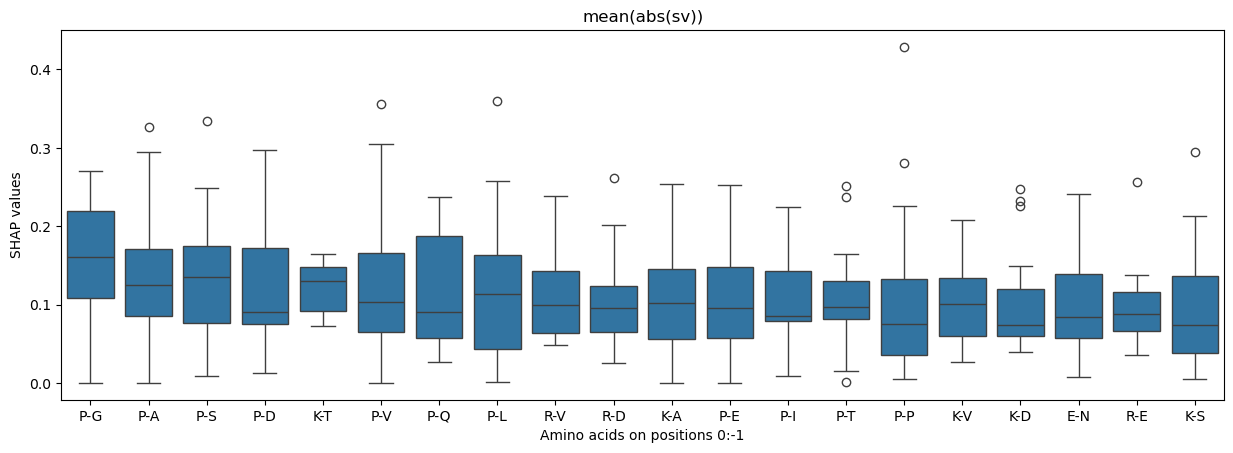 mean(abs(sv))
SHAP values
0.4
0.3
0.2
0.1
0.0
P-G P-A P-S P-D K-T P-V P-Q P-L R-V R-D K-A P-E P-I P-T P-P K-V K-D E-N R-E K-S
Amino acids on positions 0:-1